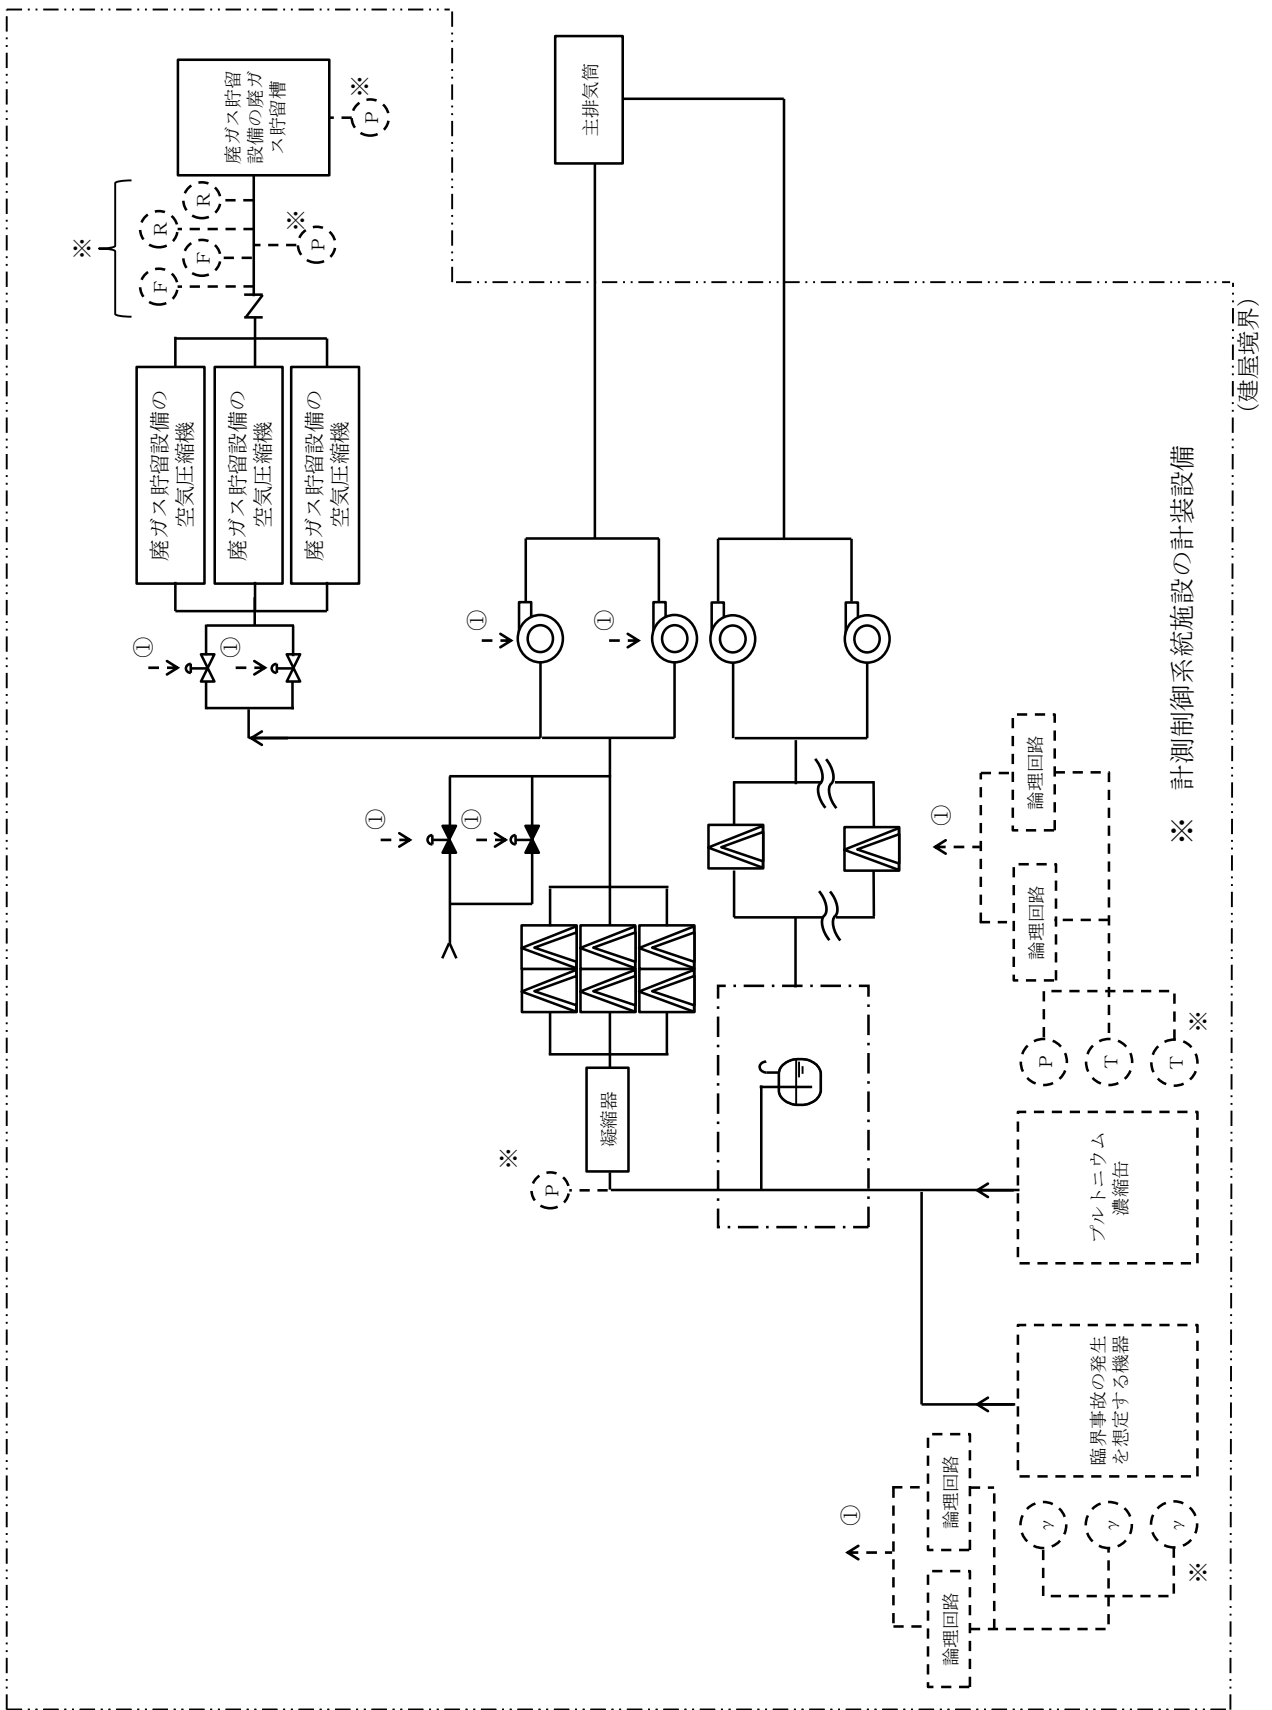 ※
廃ガス貯留
設備の廃ガ
ス貯留槽
※
P
R
R
※
P
F
F
主排気筒
(建屋境界)
廃ガス貯留設備の
空気圧縮機
廃ガス貯留設備の
空気圧縮機
廃ガス貯留設備の
空気圧縮機
①
①
①
①
①
①
※
P
凝縮器
①
論理回路
論理回路
P
T
T
※
プルトニウム
濃縮缶
臨界事故の発生
を想定する機器
①
論理回路
論理回路
γ
γ
γ
※
※ 計測制御系統施設の計装設備